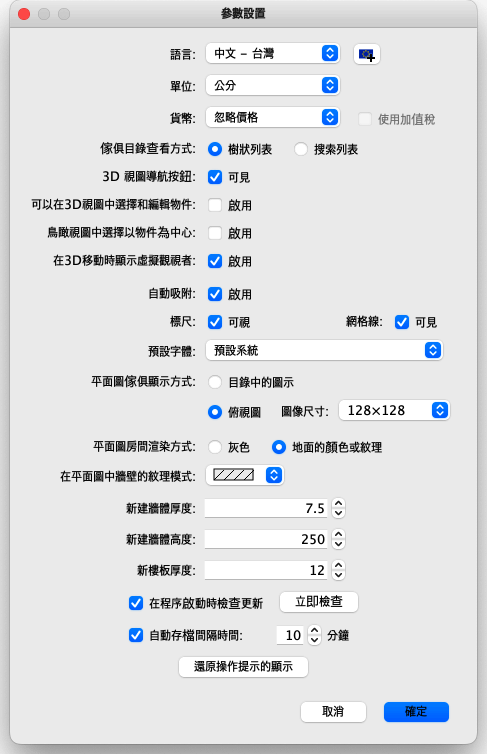 參數設置
語言: 中文 – 台灣
單位: 公分
貨幣: 忽略價格 使用加值稅
傢俱目錄查看方式: 樹狀列表 搜索列表
3D 視圖導航按鈕: 可見
可以在3D視圖中選擇和編輯物件: 啟用
鳥瞰視圖中選擇以物件為中心: 啟用
在3D移動時顯示虛擬觀視者: 啟用
自動吸附: 啟用
標尺: 可視 網格線: 可見
預設字體: 預設系統
平面圖傢俱顯示方式: 目錄中的圖示
俯視圖 圖像尺寸: 128×128
平面圖房間渲染方式: 灰色 地面的顏色或紋理
在平面圖中牆壁的紋理模式:
新建牆體厚度: 7.5
新建牆體高度: 250
新樓板厚度: 12
在程序啟動時檢查更新 立即檢查
自動存檔間隔時間: 10 分鐘
還原操作提示的顯示
取消 確定